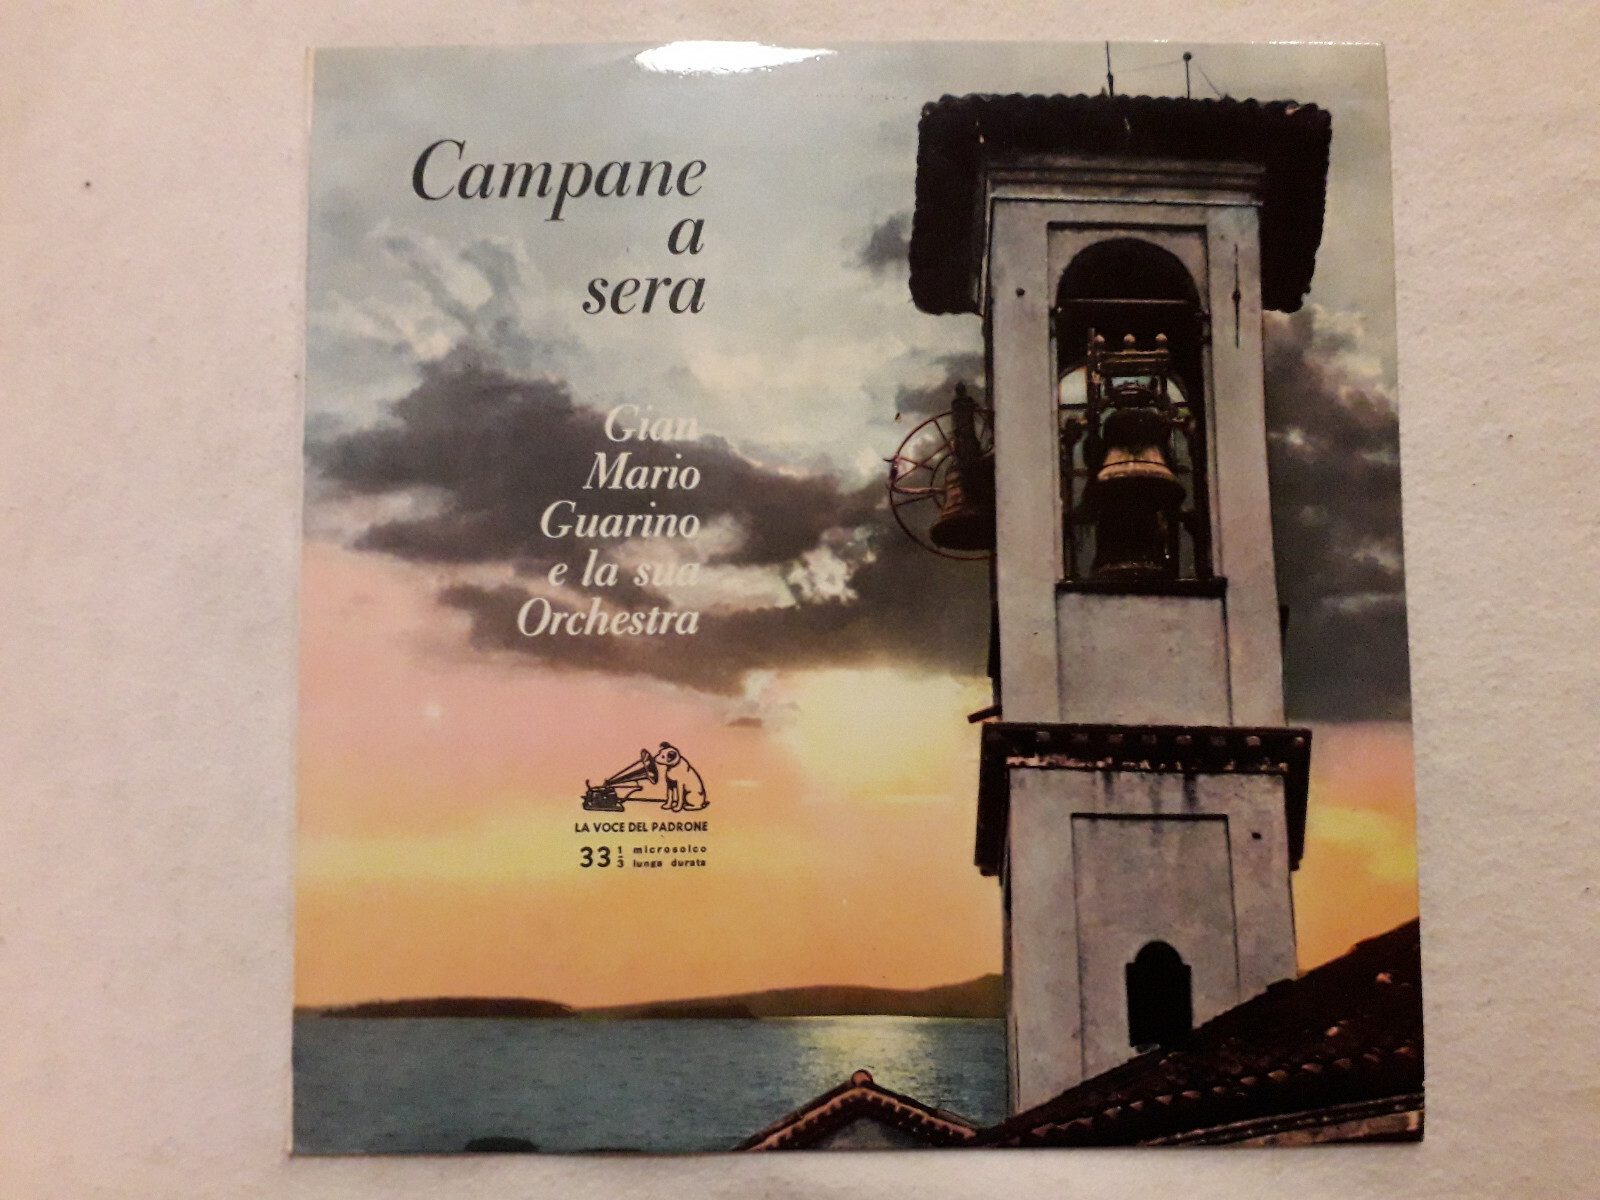 Campane
a
sera
Gian
Mario
Guarino
e la sua
Orchestra
LA VOCE DEL PADRONE
33 1/3 microsolco
lunga durata